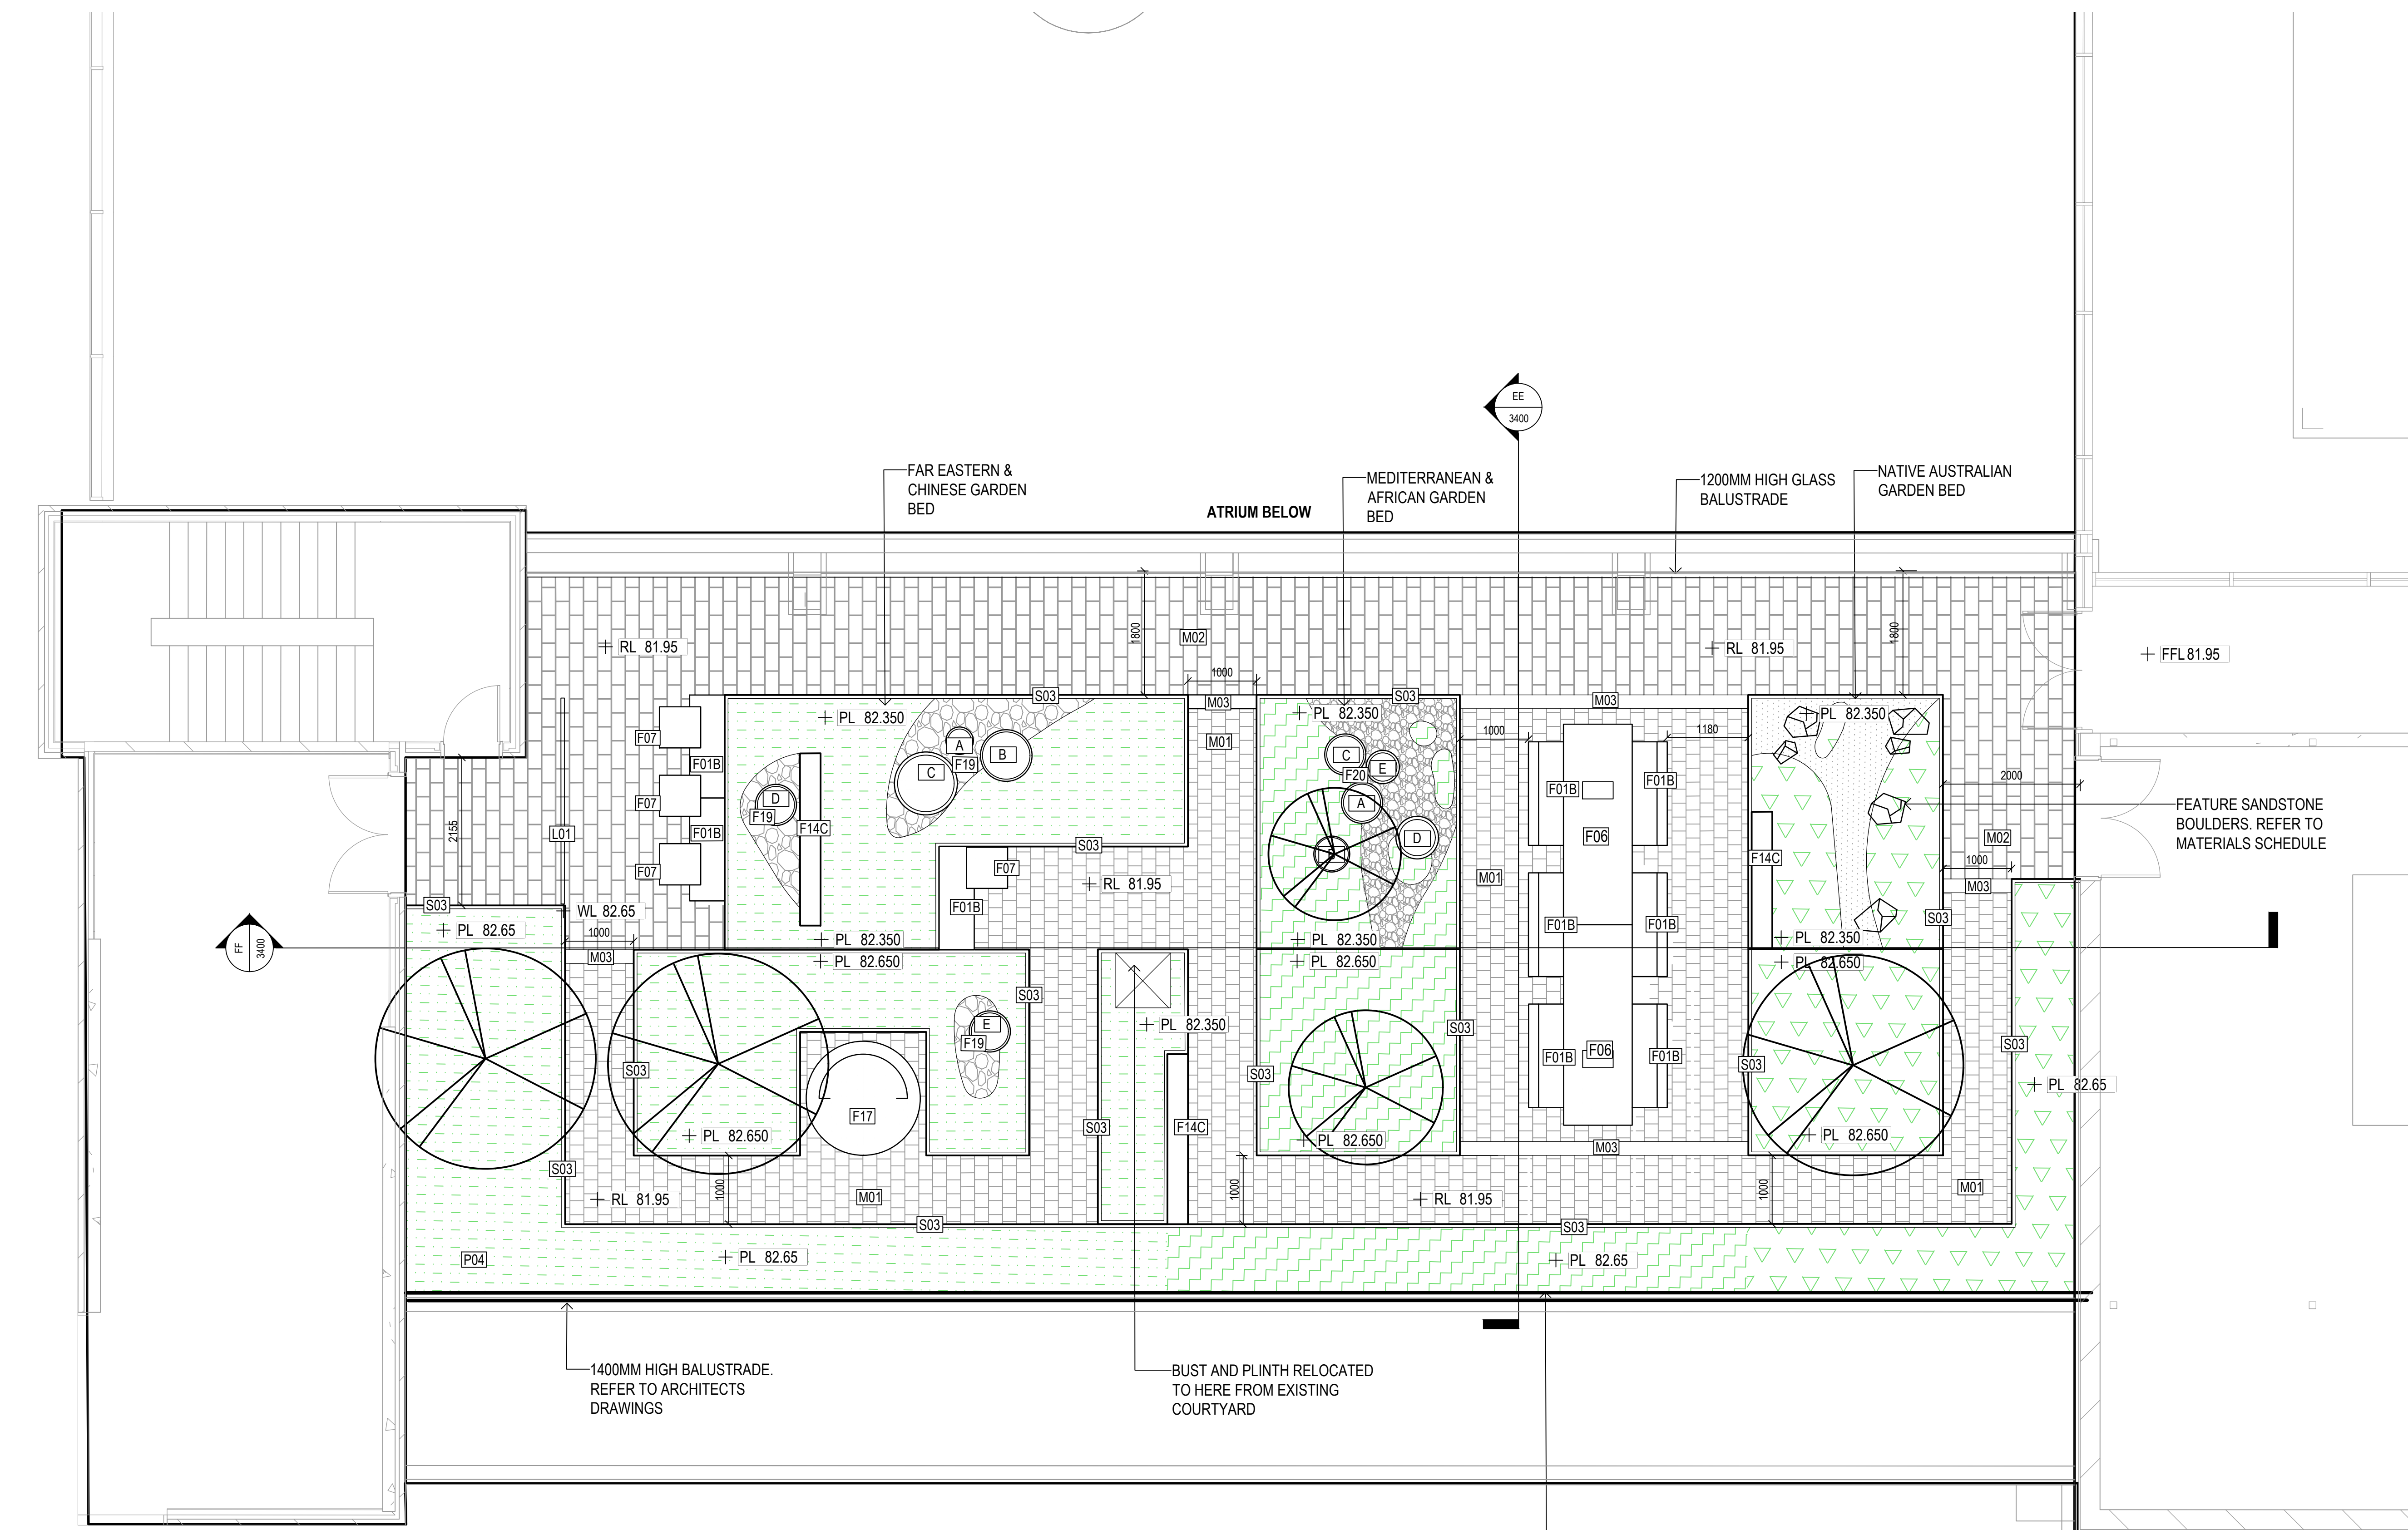 EE
3400
FAR EASTERN &
CHINESE GARDEN
BED
MEDITERRANEAN &
AFRICAN GARDEN
BED
ATRIUM BELOW
1200MM HIGH GLASS
BALUSTRADE
NATIVE AUSTRALIAN
GARDEN BED
1800
M02
1800
RL 81.95
RL 81.95
FFL 81.95
1000
S03
S03
M03
M03
PL 82.350
PL 82.350
PL 82.350
F07
M01
1000
1180
A
B
C
F19
C
E
F20
F01B
F01B
F01B
2000
D
F19
A
F07
FEATURE SANDSTONE
BOULDERS. REFER TO
MATERIALS SCHEDULE
2155
L01
F01B
F14C
F06
D
M02
S03
B
F14C
1000
F07
F07
M01
M03
RL 81.95
S03
WL 82.65
F01B
F01B
F01B
S03
PL 82.65
1000
PL 82.350
PL 82.350
PL 82.350
FF
3400
M03
PL 82.650
PL 82.650
PL 82.650
S03
E
F19
PL 82.350
S03
S03
F06
F01B
F01B
S03
S03
S03
PL 82.65
F17
S03
F14C
PL 82.650
PL 82.650
PL 82.650
M03
S03
1000
1000
1000
RL 81.95
M01
RL 81.95
M01
S03
S03
P04
PL 82.65
PL 82.65
1400MM HIGH BALUSTRADE.
REFER TO ARCHITECTS
DRAWINGS
BUST AND PLINTH RELOCATED
TO HERE FROM EXISTING
COURTYARD